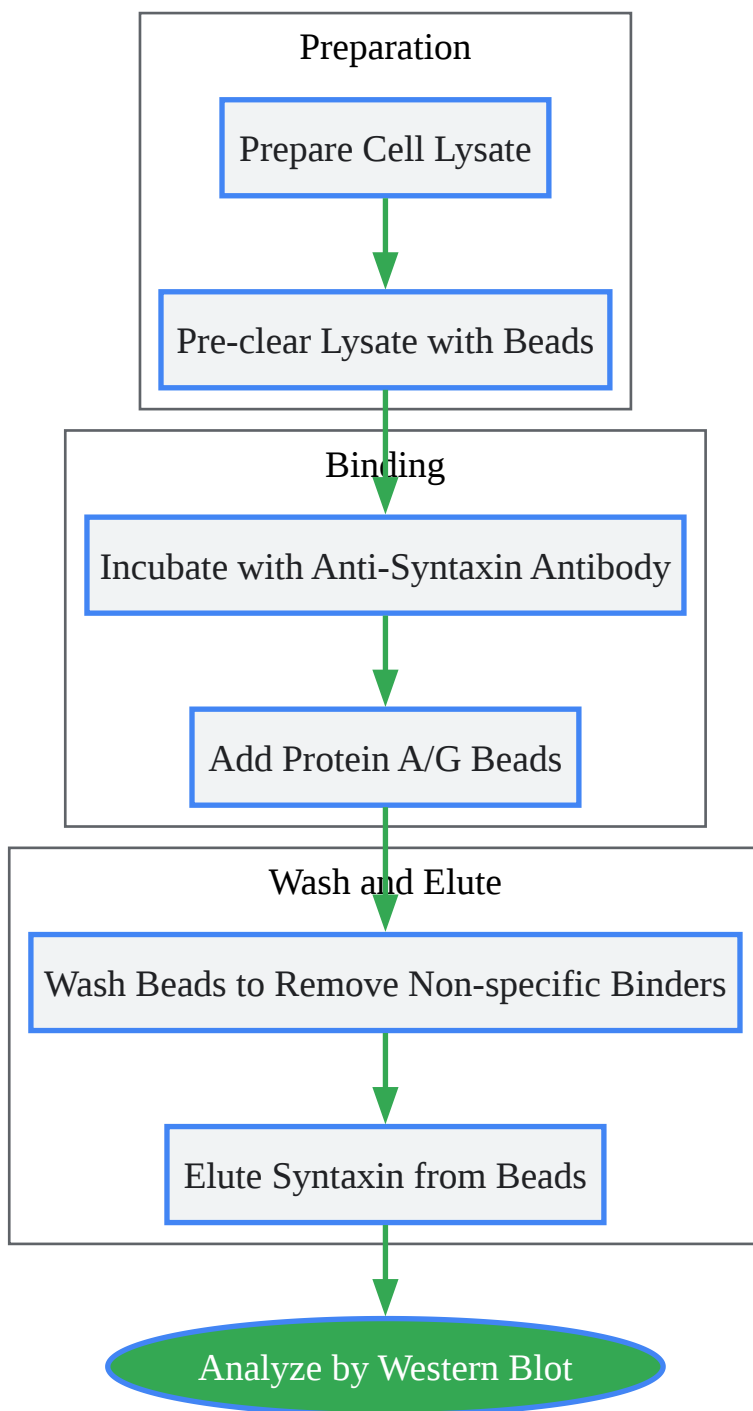 Preparation
Prepare Cell Lysate
Pre-clear Lysate with Beads
Binding
Incubate with Anti-Syntaxin Antibody
Add Protein A/G Beads
Wash and Elute
Wash Beads to Remove Non-specific Binders
Elute Syntaxin from Beads
Analyze by Western Blot